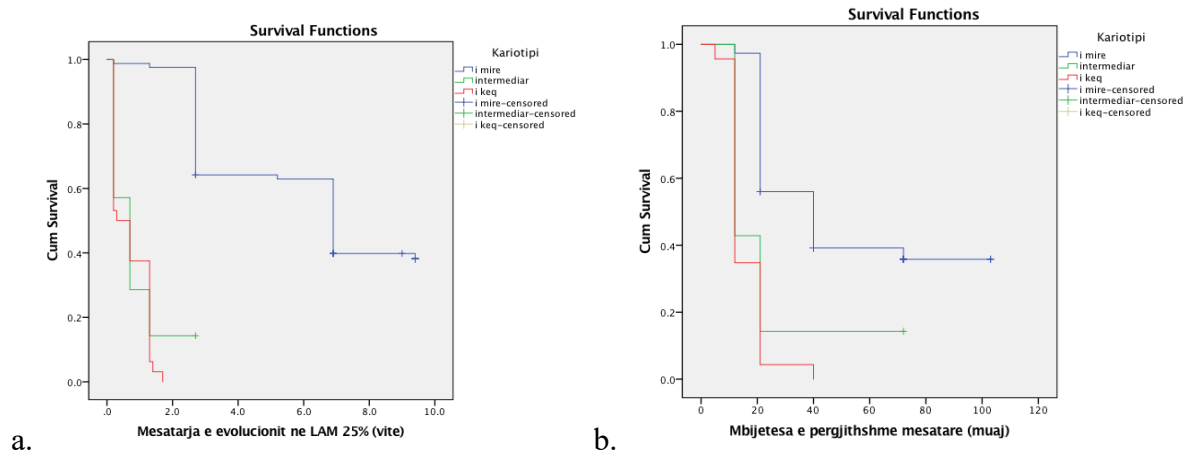 Survival Functions
Kariotipi
i mire
intermediar
i keq
i mire-censored
intermediar-censored
i keq-censored
Cum Survival
1.0
0.8
0.6
0.4
0.2
0.0
.0
2.0
4.0
6.0
8.0
10.0
Mesatarja e evolucionit ne LAM 25% (vite)
a.
Survival Functions
Kariotipi
i mire
intermediar
i keq
i mire-censored
intermediar-censored
i keq-censored
Cum Survival
1.0
0.8
0.6
0.4
0.2
0.0
0
20
40
60
80
100
120
Mbijetesa e pergjithshme mesatare (muaj)
b.